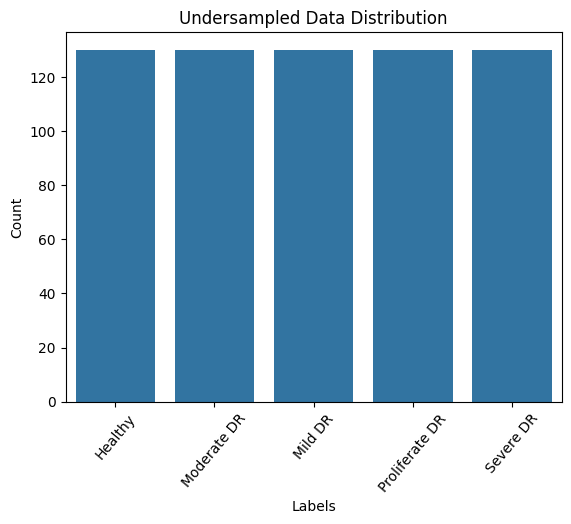 Undersampled Data Distribution
Count
120
100
80
60
40
20
0
Healthy
Moderate DR
Mild DR
Proliferate DR
Severe DR
Labels